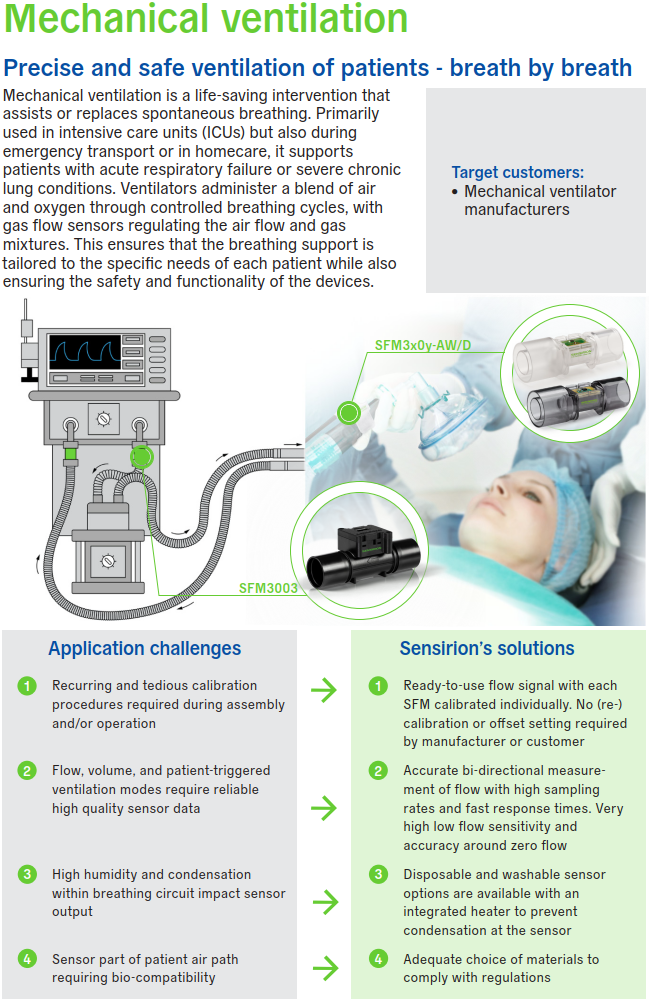 Mechanical ventilation
Precise and safe ventilation of patients - breath by breath
Mechanical ventilation is a life-saving intervention that
assists or replaces spontaneous breathing. Primarily
used in intensive care units (ICUs) but also during
emergency transport or in homecare, it supports
patients with acute respiratory failure or severe chronic
lung conditions. Ventilators administer a blend of air
and oxygen through controlled breathing cycles, with
gas flow sensors regulating the air flow and gas
mixtures. This ensures that the breathing support is
tailored to the specific needs of each patient while also
ensuring the safety and functionality of the devices.
Target customers:
• Mechanical ventilator
manufacturers
SFM3x0y-AW/D
SFM3003
Application challenges
1 Recurring and tedious calibration
procedures required during assembly
and/or operation
2 Flow, volume, and patient-triggered
ventilation modes require reliable
high quality sensor data
3 High humidity and condensation
within breathing circuit impact sensor
output
4 Sensor part of patient air path
requiring bio-compatibility
Sensirion's solutions
1 Ready-to-use flow signal with each
SFM calibrated individually. No (re-)
calibration or offset setting required
by manufacturer or customer
2 Accurate bi-directional measure-
ment of flow with high sampling
rates and fast response times. Very
high low flow sensitivity and
accuracy around zero flow
3 Disposable and washable sensor
options are available with an
integrated heater to prevent
condensation at the sensor
4 Adequate choice of materials to
comply with regulations